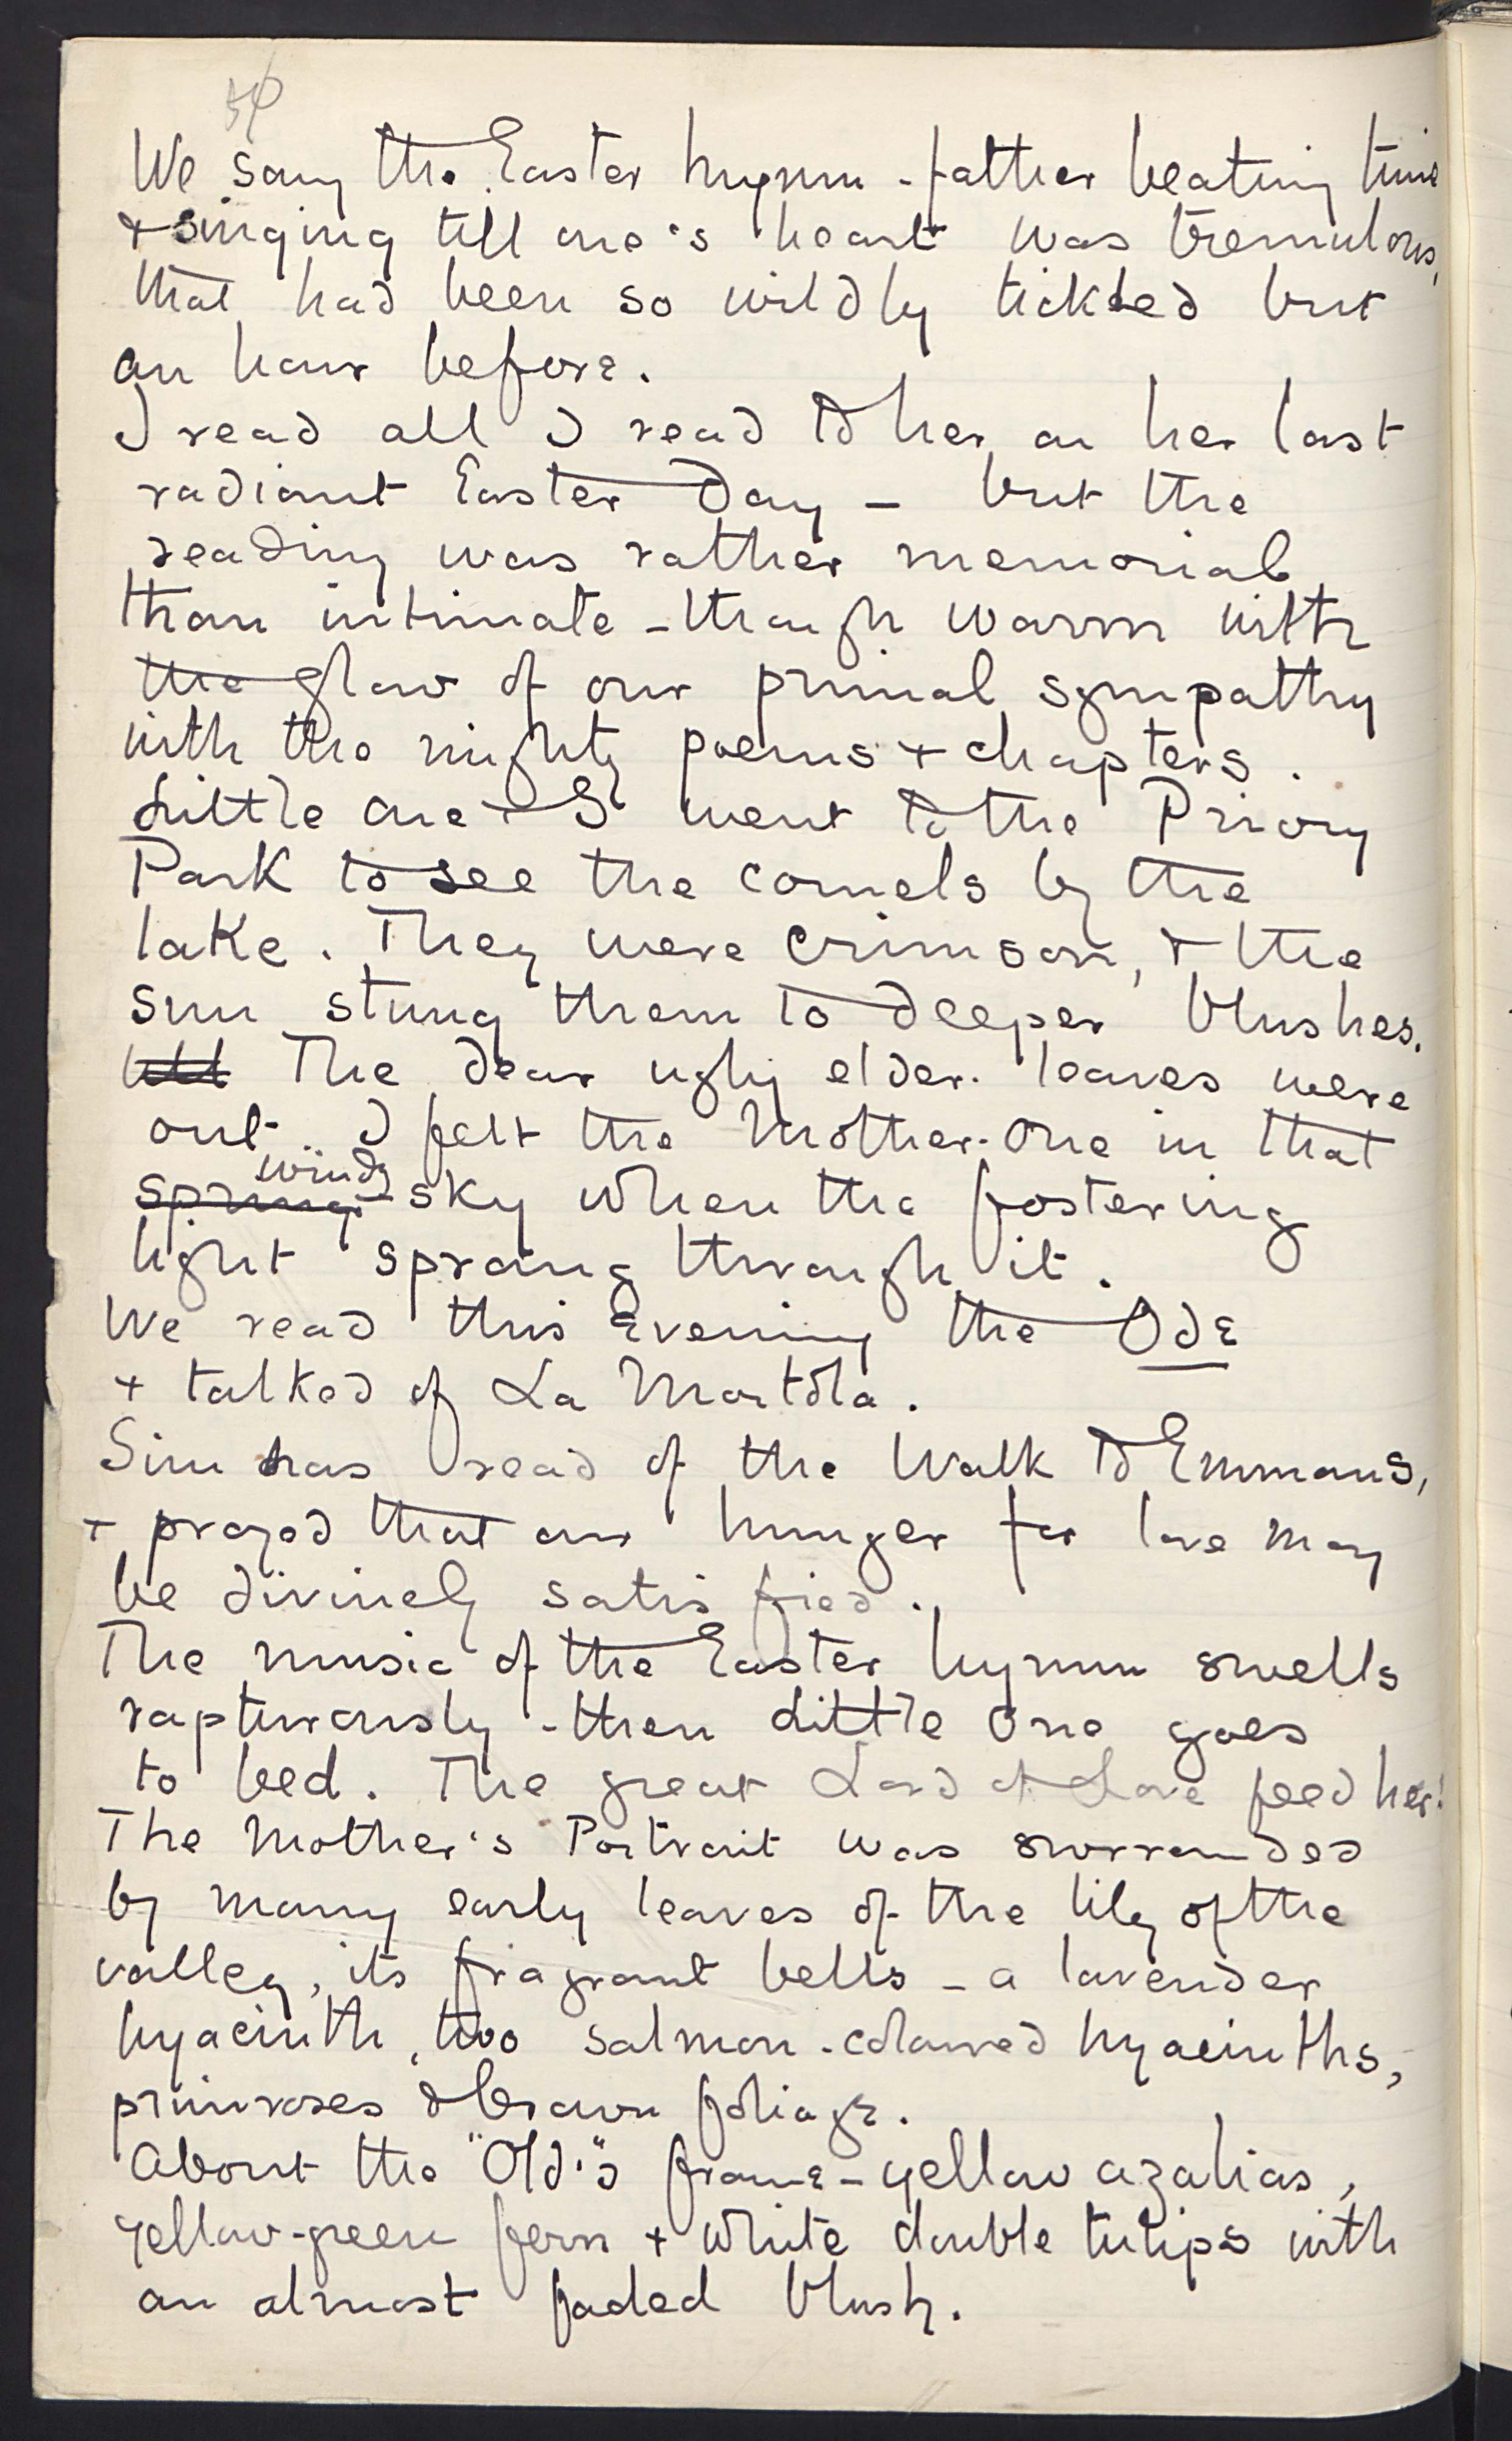 We sang the Easter hymn - father beating time
+ singing till one's heart was tremulous,
that had been so wildly tickled but
an hour before.
I read all I read to her on her last
radiant Easter Day - but the
reading was rather memorial
than intimate - though warm with
the glow of our primal sympathy
with the mighty poems + chapters.
Little One + I went to the Priory
Park to see the cornels by the
lake. They were crimson, + the
sun stung them to deeper blushes.
The dear ugly elder-leaves were
out. I felt the Mother-One in that
windy
spring sky when the fostering
light sprang through it.
We read this evening the Ode
+ talked of La Mortola.
Sim has read of the Walk to Emmaus,
+ prayed that our hunger for love may
be divinely satisfied.
The music of the Easter hymn swells
rapturously - then Little One goes
to bed. The great Lord of Love feed her!
The Mother's Portrait was surrounded
by many early leaves of the lily of the
valley, its fragrant bells - a lavender
hyacinth, two salmon-coloured hyacinths,
primroses & brown foliage.
About the "Old"'s frame - yellow azalias,
yellow-green fern + white double tulips with
an almost faded blush.